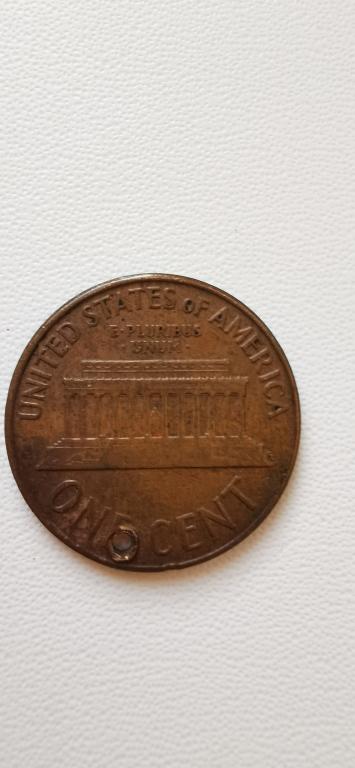 UNITED STATES OF AMERICA
E·PLURIBUS
·UNUM·
ONE CENT